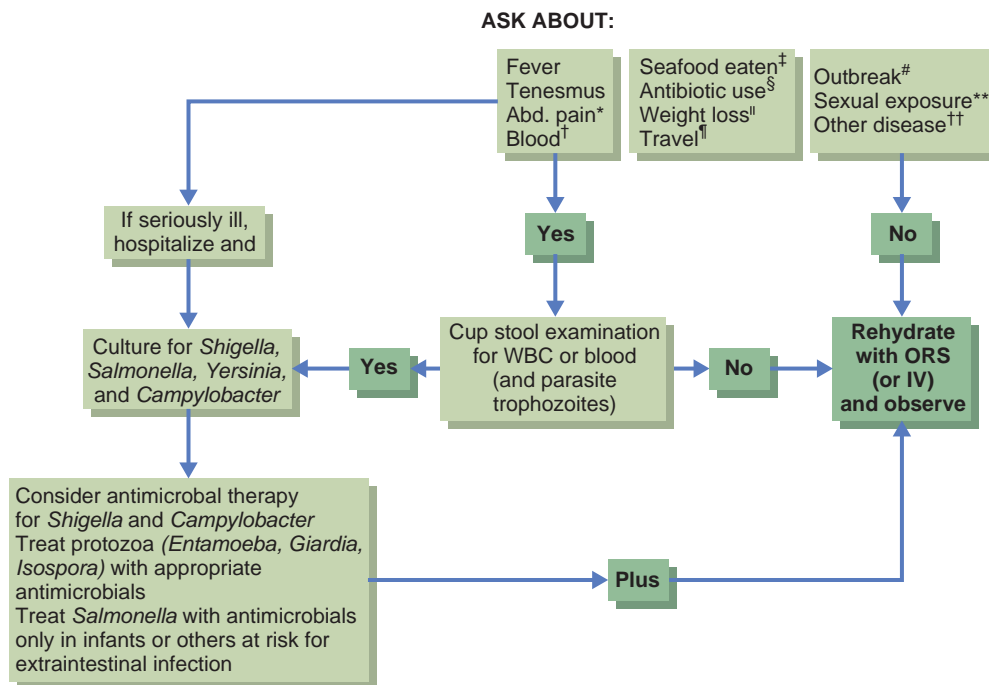 ASK ABOUT:
Fever
Tenesmus
Abd. pain*
Blood†
Seafood eaten‡
Antibiotic use§
Weight loss||
Travel¶
Outbreak#
Sexual exposure**
Other disease††
If seriously ill,
hospitalize and
Yes
No
Culture for Shigella,
Salmonella, Yersinia,
and Campylobacter
Yes
Cup stool examination
for WBC or blood
(and parasite
trophozoites)
No
Rehydrate
with ORS
(or IV)
and observe
Consider antimicrobal therapy
for Shigella and Campylobacter
Treat protozoa (Entamoeba, Giardia,
Isospora) with appropriate
antimicrobials
Treat Salmonella with antimicrobials
only in infants or others at risk for
extraintestinal infection
Plus